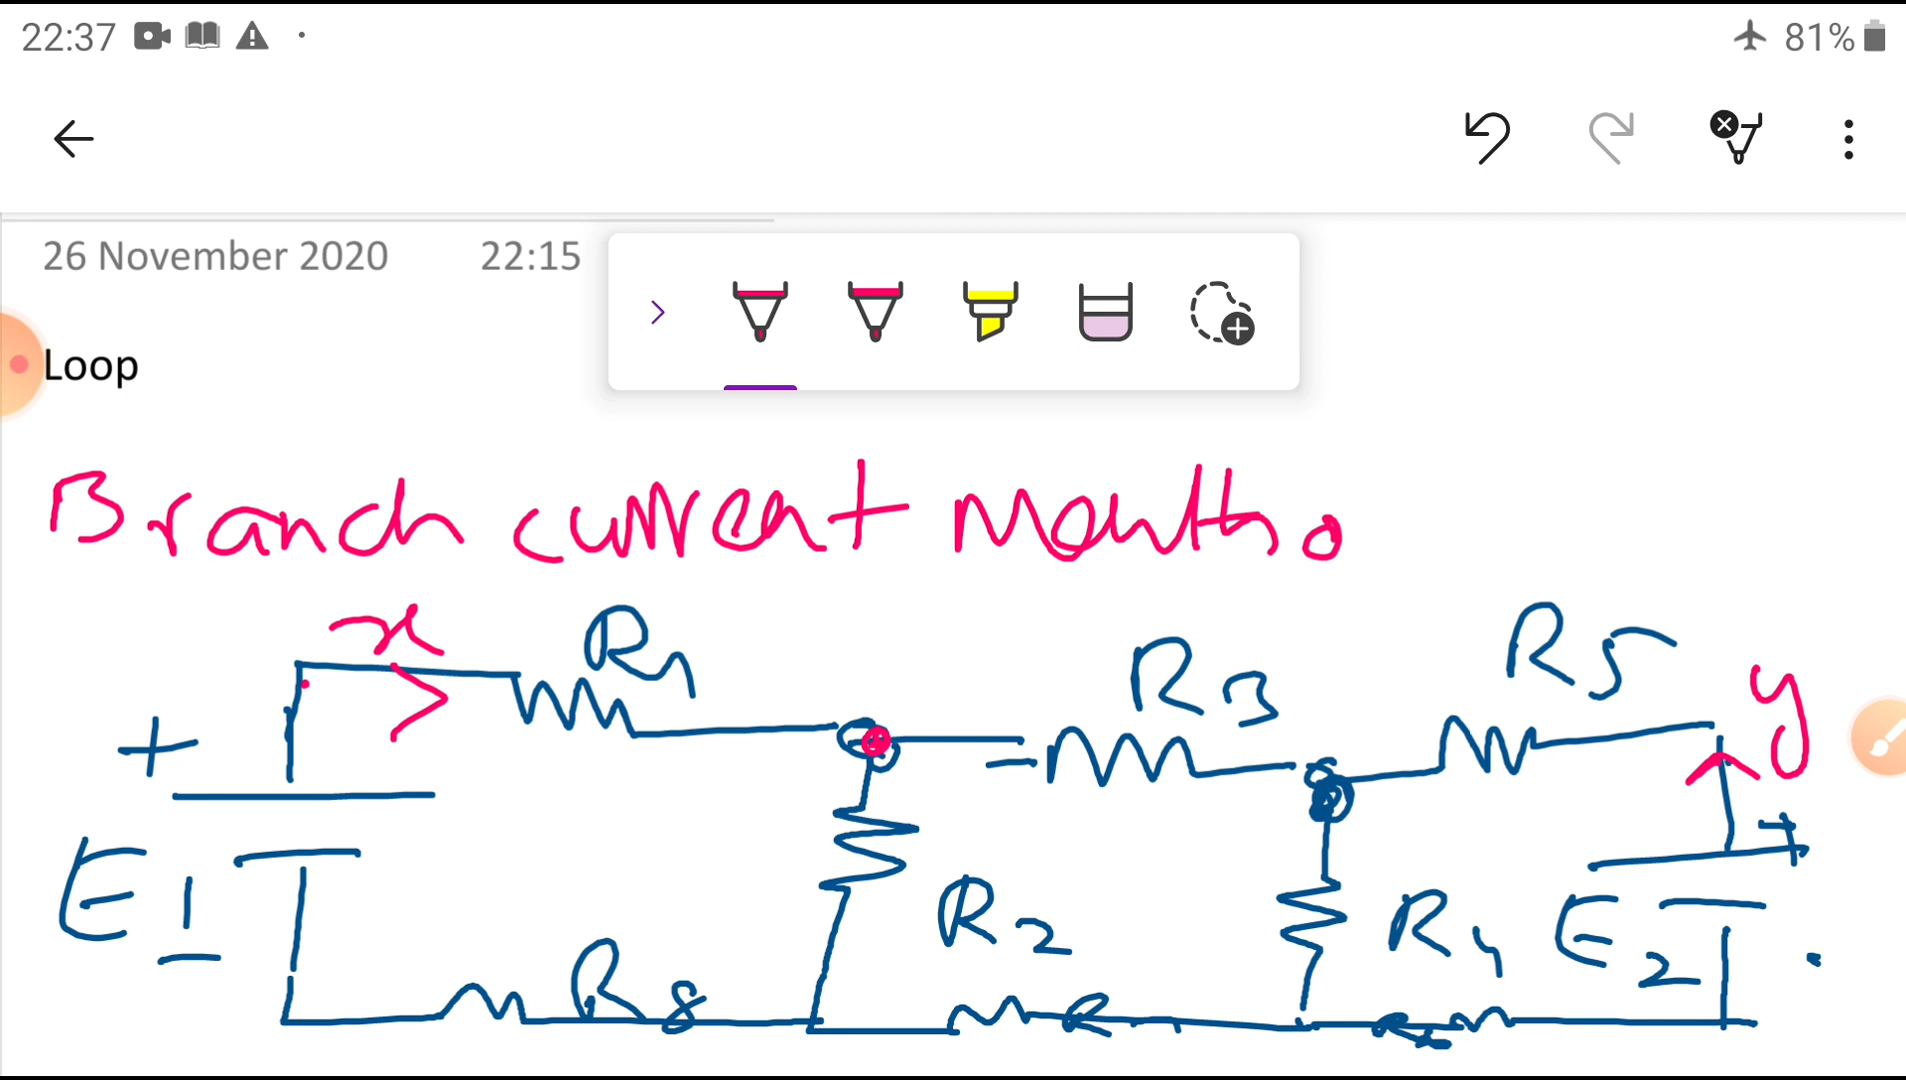 22:37
81%
26 November 2020 22:15
Loop
Branch current
x R1 R3 R5 y
+
+
E1 R2 R4 E2
R8